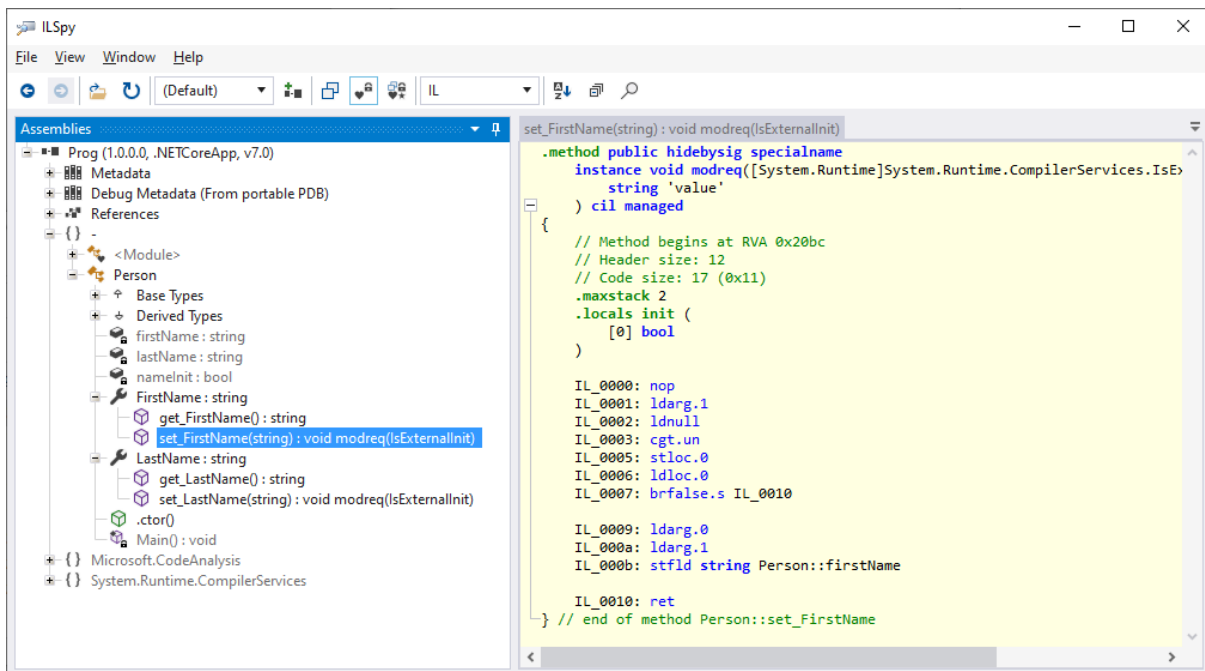 ILSpy
File View Window Help
(Default) IL
Assemblies
Prog (1.0.0.0, .NETCoreApp, v7.0)
Metadata
Debug Metadata (From portable PDB)
References
{ } -
<Module>
Person
Base Types
Derived Types
firstName : string
lastName : string
nameInit : bool
FirstName : string
get_FirstName() : string
set_FirstName(string) : void modreq(IsExternalInit)
LastName : string
get_LastName() : string
set_LastName(string) : void modreq(IsExternalInit)
.ctor()
Main() : void
{ } Microsoft.CodeAnalysis
{ } System.Runtime.CompilerServices
set_FirstName(string) : void modreq(IsExternalInit)
.method public hidebysig specialname
instance void modreq([System.Runtime]System.Runtime.CompilerServices.IsEx
string 'value'
) cil managed
{
// Method begins at RVA 0x20bc
// Header size: 12
// Code size: 17 (0x11)
.maxstack 2
.locals init (
[0] bool
)
IL_0000: nop
IL_0001: ldarg.1
IL_0002: ldnull
IL_0003: cgt.un
IL_0005: stloc.0
IL_0006: ldloc.0
IL_0007: brfalse.s IL_0010
IL_0009: ldarg.0
IL_000a: ldarg.1
IL_000b: stfld string Person::firstName
IL_0010: ret
} // end of method Person::set_FirstName